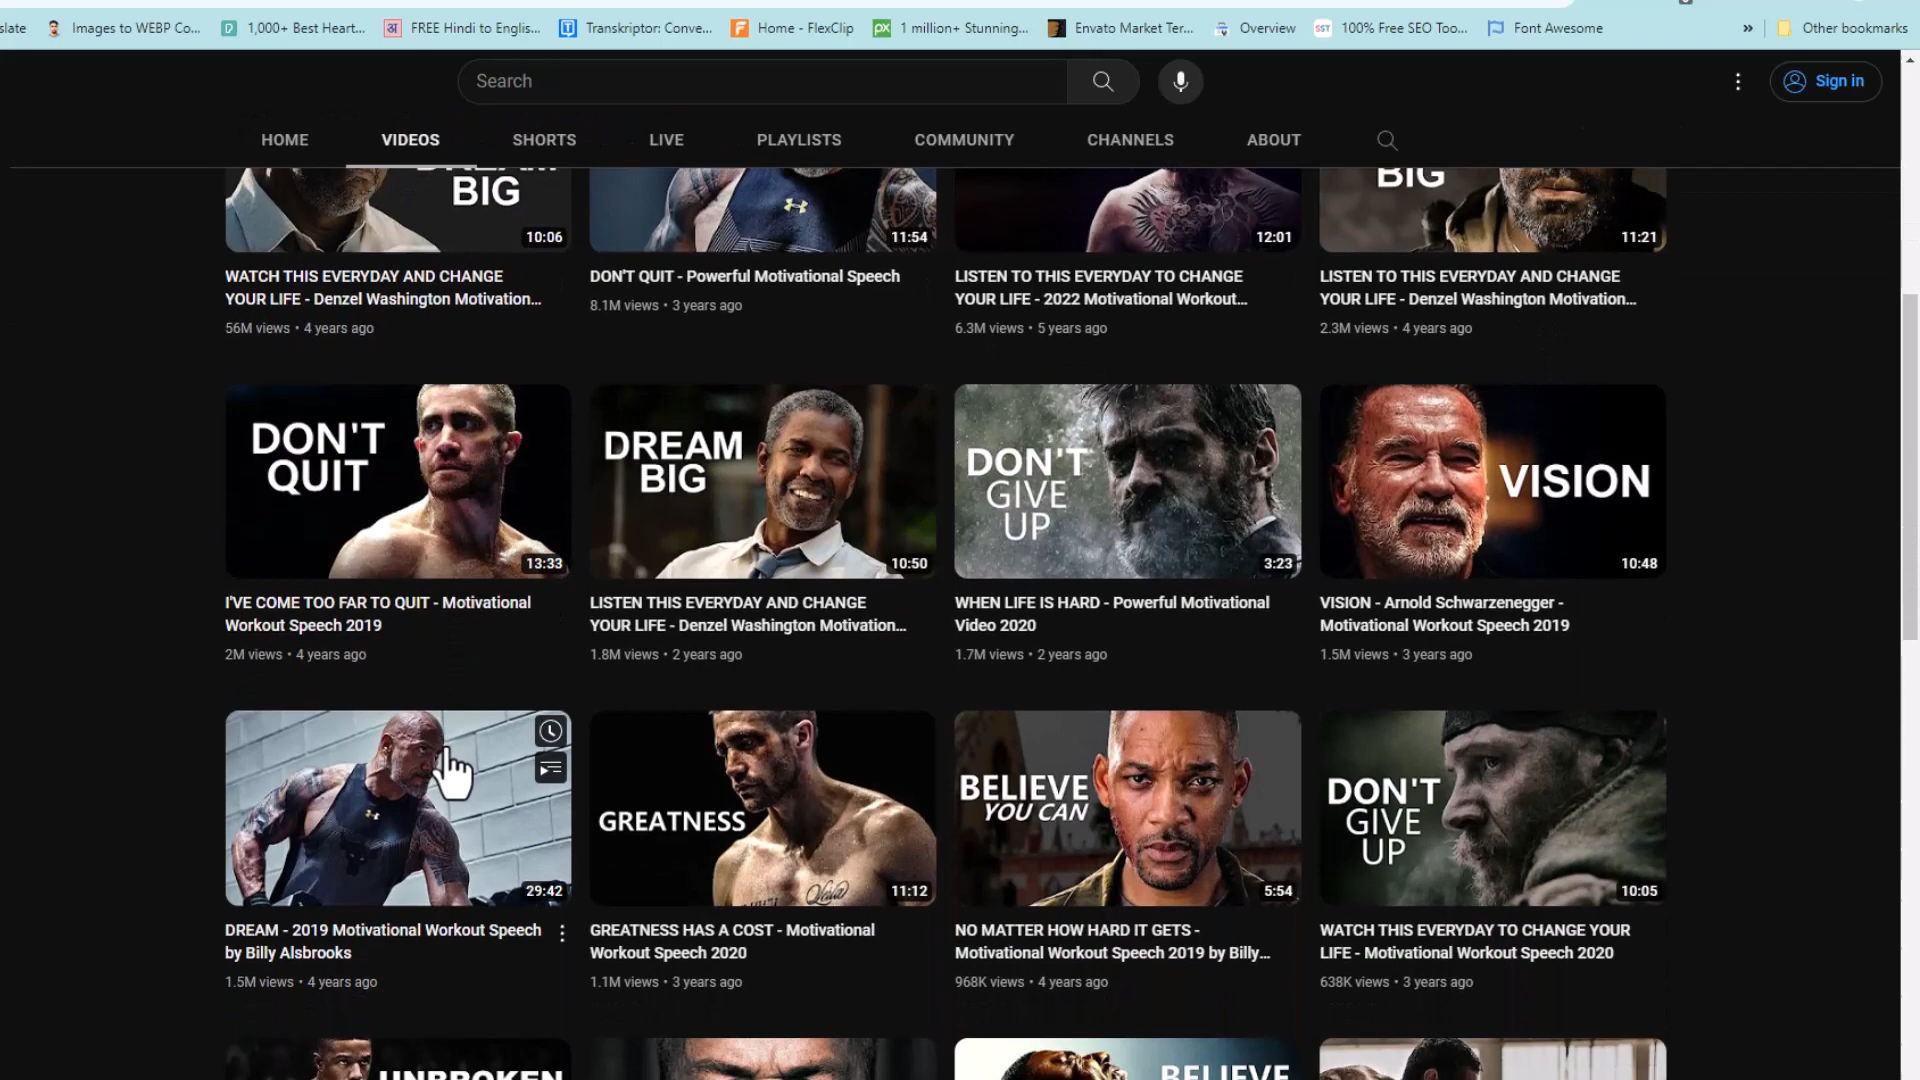 slate
Images to WEBP Co...
1,000+ Best Heart...
अ
FREE Hindi to Englis...
Transkriptor: Conve...
Home - FlexClip
px
1 million+ Stunning...
Envato Market Ter...
Overview
SST
100% Free SEO Too...
Font Awesome
»
Other bookmarks
Search
Sign in
HOME
VIDEOS
SHORTS
LIVE
PLAYLISTS
COMMUNITY
CHANNELS
ABOUT
DREAM
BIG
10:06
11:54
12:01
BIG
11:21
WATCH THIS EVERYDAY AND CHANGE
YOUR LIFE - Denzel Washington Motivation...
56M views • 4 years ago
DON'T QUIT - Powerful Motivational Speech
8.1M views • 3 years ago
LISTEN TO THIS EVERYDAY TO CHANGE
YOUR LIFE - 2022 Motivational Workout...
6.3M views • 5 years ago
LISTEN TO THIS EVERYDAY AND CHANGE
YOUR LIFE - Denzel Washington Motivation...
2.3M views • 4 years ago
DON'T
QUIT
13:33
DREAM
BIG
10:50
DON'T
GIVE
UP
3:23
VISION
10:48
I'VE COME TOO FAR TO QUIT - Motivational
Workout Speech 2019
2M views • 4 years ago
LISTEN THIS EVERYDAY AND CHANGE
YOUR LIFE - Denzel Washington Motivation...
1.8M views • 2 years ago
WHEN LIFE IS HARD - Powerful Motivational
Video 2020
1.7M views • 2 years ago
VISION - Arnold Schwarzenegger -
Motivational Workout Speech 2019
1.5M views • 3 years ago
29:42
GREATNESS
11:12
BELIEVE
YOU CAN
5:54
DON'T
GIVE
UP
10:05
DREAM - 2019 Motivational Workout Speech
by Billy Alsbrooks
1.5M views • 4 years ago
GREATNESS HAS A COST - Motivational
Workout Speech 2020
1.1M views • 3 years ago
NO MATTER HOW HARD IT GETS -
Motivational Workout Speech 2019 by Billy...
968K views • 4 years ago
WATCH THIS EVERYDAY TO CHANGE YOUR
LIFE - Motivational Workout Speech 2020
638K views • 3 years ago
UNBROKEN
BELIEVE